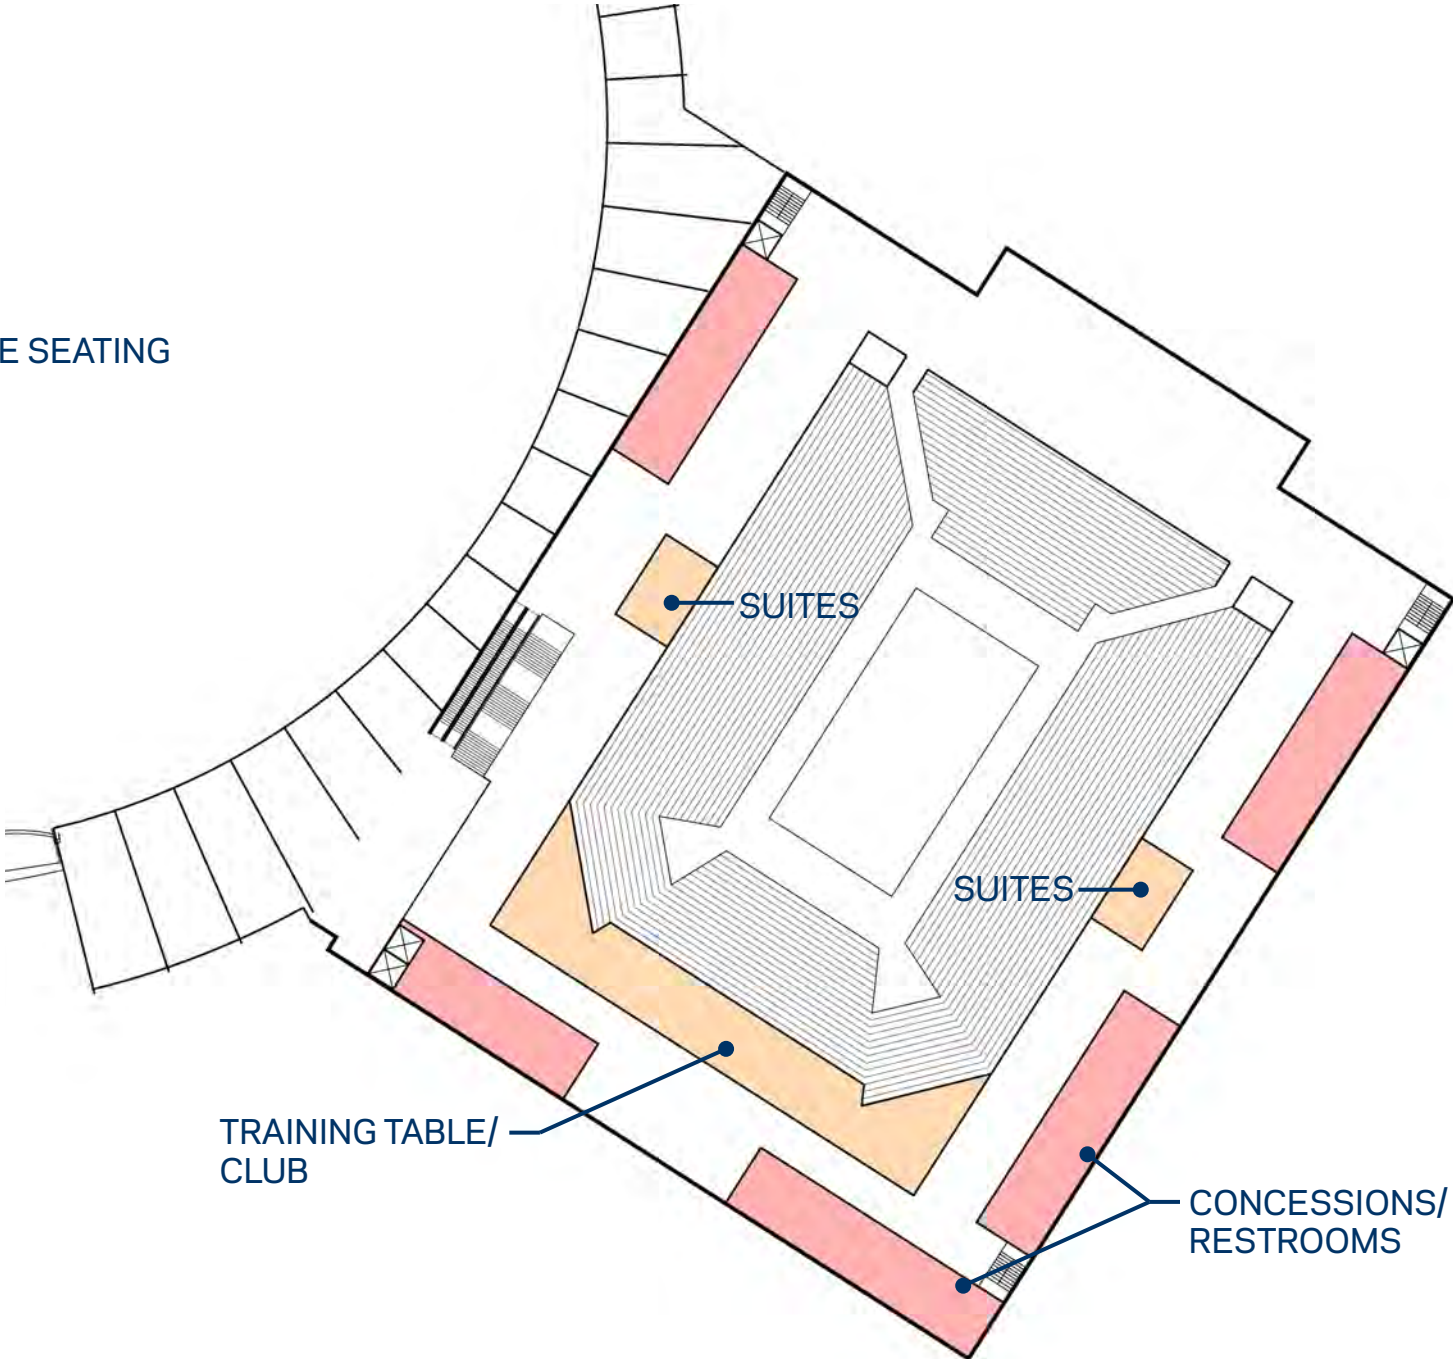 E SEATING
SUITES
SUITES
TRAINING TABLE/
CLUB
CONCESSIONS/
RESTROOMS